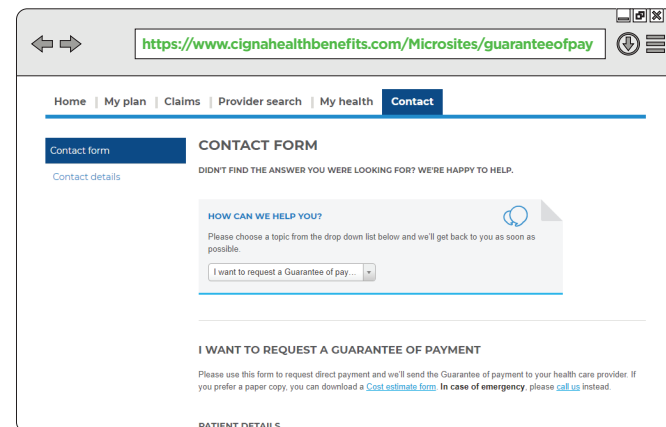 https://www.cignahealthbenefits.com/Microsites/guaranteeofpay
Home | My plan | Claims | Provider search | My health Contact
Contact form
Contact details
CONTACT FORM
DIDN'T FIND THE ANSWER YOU WERE LOOKING FOR? WE'RE HAPPY TO HELP.
HOW CAN WE HELP YOU?
Please choose a topic from the drop down list below and we'll get back to you as soon as
possible.
I want to request a Guarantee of pay...
I WANT TO REQUEST A GUARANTEE OF PAYMENT
Please use this form to request direct payment and we'll send the Guarantee of payment to your health care provider. If
you prefer a paper copy, you can download a Cost estimate form. In case of emergency, please call us instead.
PATIENT DETAILS